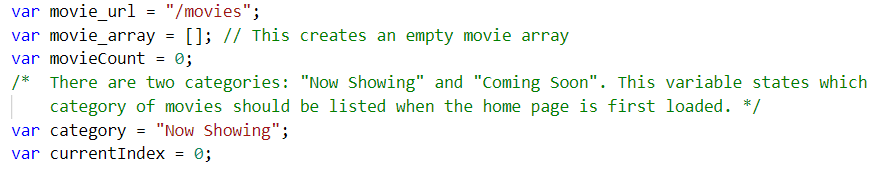 var movie_url = "/movies";
var movie_array = []; // This creates an empty movie array
var movieCount = 0;
/*  There are two categories: "Now Showing" and "Coming Soon". This variable states which
    category of movies should be listed when the home page is first loaded. */
var category = "Now Showing";
var currentIndex = 0;